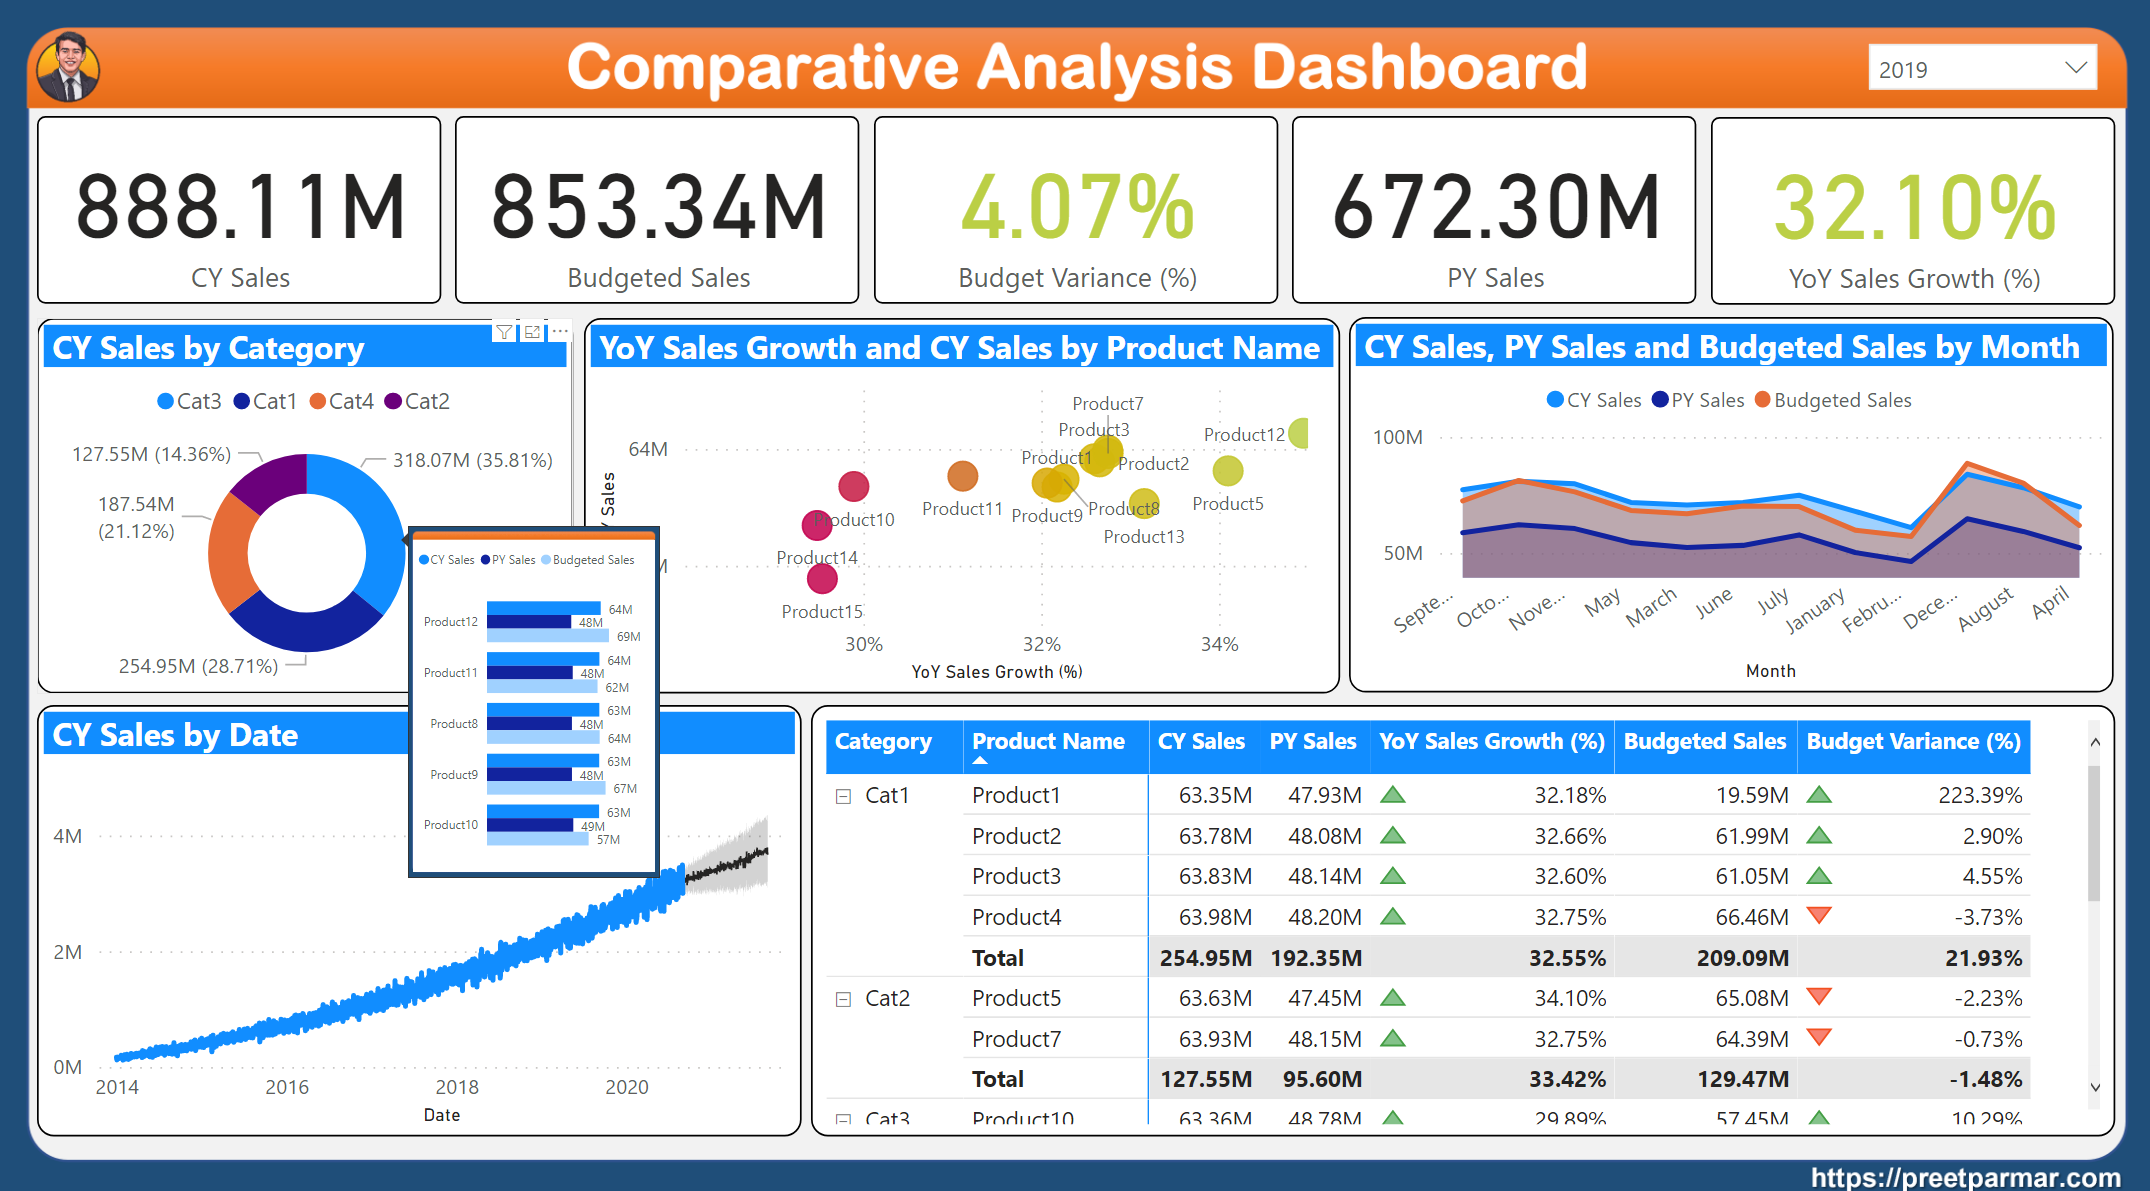 Comparative Analysis Dashboard
2019
888.11M
CY Sales
853.34M
Budgeted Sales
4.07%
Budget Variance (%)
672.30M
PY Sales
32.10%
YoY Sales Growth (%)
CY Sales by Category
Cat3 Cat1 Cat4 Cat2
127.55M (14.36%)
318.07M (35.81%)
187.54M
(21.12%)
254.95M (28.71%)
CY Sales PY Sales Budgeted Sales
Product12 64M 48M 69M
Product11 64M 48M 62M
Product8 63M 48M 64M
Product9 63M 48M 67M
Product10 63M 49M 57M
YoY Sales Growth and CY Sales by Product Name
Product7
Product3
Product12
64M
Product1
Product2
Sales
Product11
Product9
Product8
Product5
Product10
Product13
Product14
Product15
30% 32% 34%
YoY Sales Growth (%)
CY Sales, PY Sales and Budgeted Sales by Month
CY Sales PY Sales Budgeted Sales
100M
50M
Septe... Octo... Nove... May March June July January Febru... Dece... August April
Month
CY Sales by Date
4M
2M
0M
2014 2016 2018 2020
Date
Category Product Name CY Sales PY Sales YoY Sales Growth (%) Budgeted Sales Budget Variance (%)
Cat1 Product1 63.35M 47.93M 32.18% 19.59M 223.39%
Product2 63.78M 48.08M 32.66% 61.99M 2.90%
Product3 63.83M 48.14M 32.60% 61.05M 4.55%
Product4 63.98M 48.20M 32.75% 66.46M -3.73%
Total 254.95M 192.35M 32.55% 209.09M 21.93%
Cat2 Product5 63.63M 47.45M 34.10% 65.08M -2.23%
Product7 63.93M 48.15M 32.75% 64.39M -0.73%
Total 127.55M 95.60M 33.42% 129.47M -1.48%
Cat3 Product10 63.36M 48.78M 29.89% 57.45M 10.29%
https://preetparmar.com